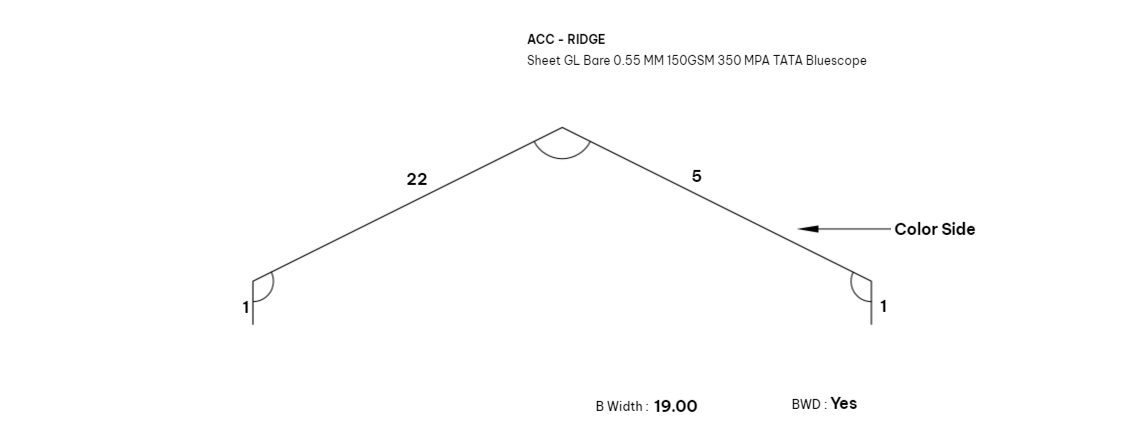 ACC - RIDGE
Sheet GL Bare 0.55 MM 150GSM 350 MPA TATA Bluescope
22
5
Color Side
1
1
B Width : 19.00
BWD : Yes